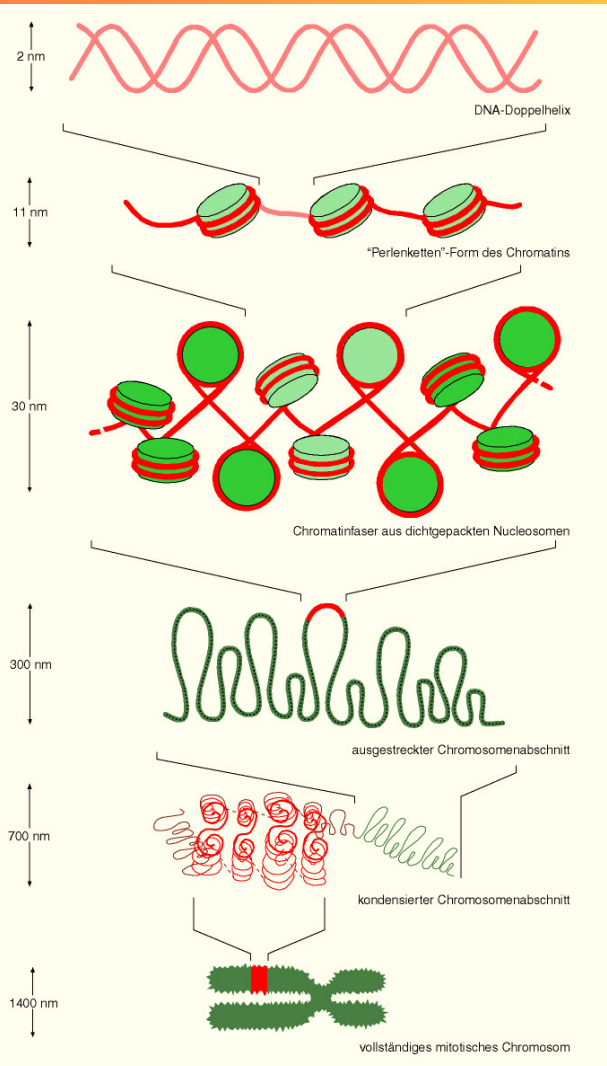 2 nm
DNA-Doppelhelix
11 nm
"Perlenketten"-Form des Chromatins
30 nm
Chromatinfaser aus dichtgepackten Nucleosomen
300 nm
ausgestreckter Chromosomenabschnitt
700 nm
kondensierter Chromosomenabschnitt
1400 nm
vollständiges mitotisches Chromosom